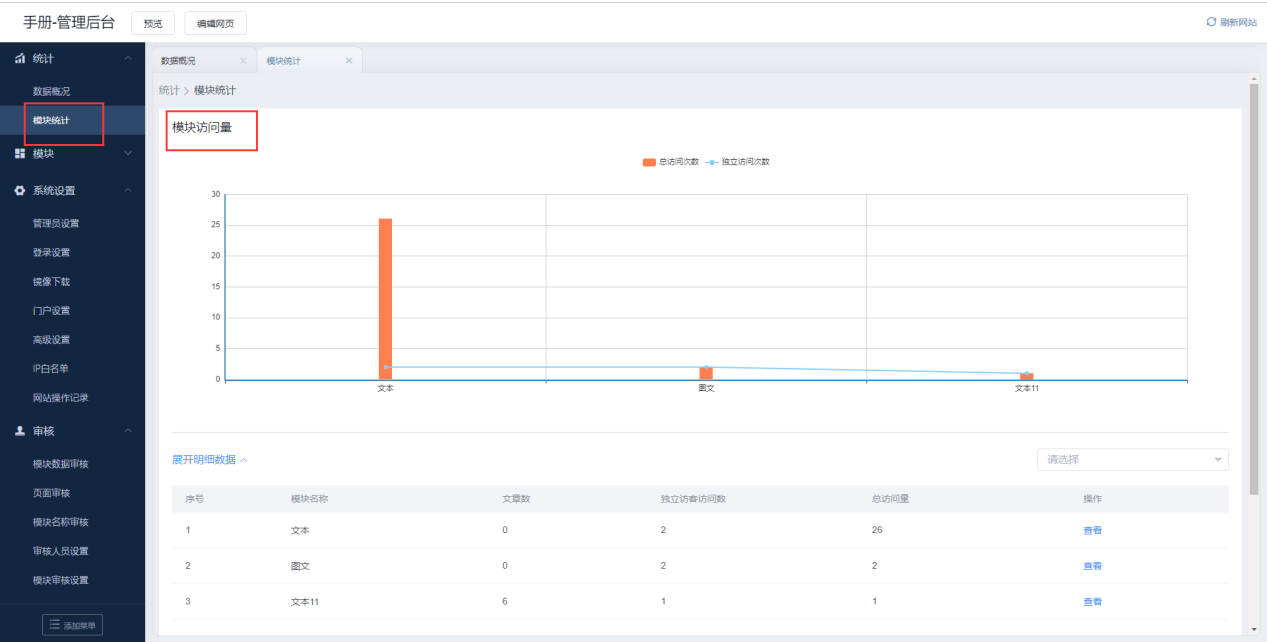 手册-管理后台 预览 编辑网页 刷新网站
统计
数据概况
模块统计
模块
系统设置
管理员设置
登录设置
镜像下载
门户设置
高级设置
IP白名单
网站操作记录
审核
模块数据审核
页面审核
模块名称审核
审核人员设置
模块审核设置
添加菜单
数据概况 模块统计
统计 > 模块统计
模块访问量
总访问次数 独立访问次数
30
25
20
15
10
5
0
文本 图文 文本11
展开明细数据 请选择
序号 模块名称 文章数 独立访客访问数 总访问量 操作
1 文本 0 2 26 查看
2 图文 0 2 2 查看
3 文本11 6 1 1 查看